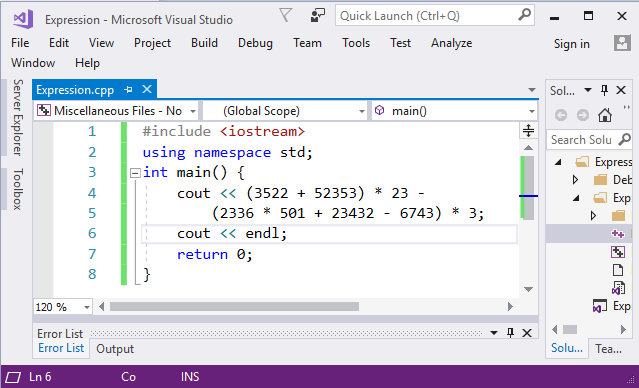 Expression - Microsoft Visual Studio
Quick Launch (Ctrl+Q)
File Edit View Project Build Debug Team Tools Test Analyze Sign in
Window Help
Server Explorer
Toolbox
Expression.cpp
Miscellaneous Files - No (Global Scope) main()
1 #include <iostream>
2 using namespace std;
3 int main() {
4 cout << (3522 + 52353) * 23 -
5 (2336 * 501 + 23432 - 6743) * 3;
6 cout << endl;
7 return 0;
8 }
120 %
Error List
Error List Output
Sol...
Search Solu
Express
Deb
Exp
Exp
Solu... Tea...
Ln 6 Co INS